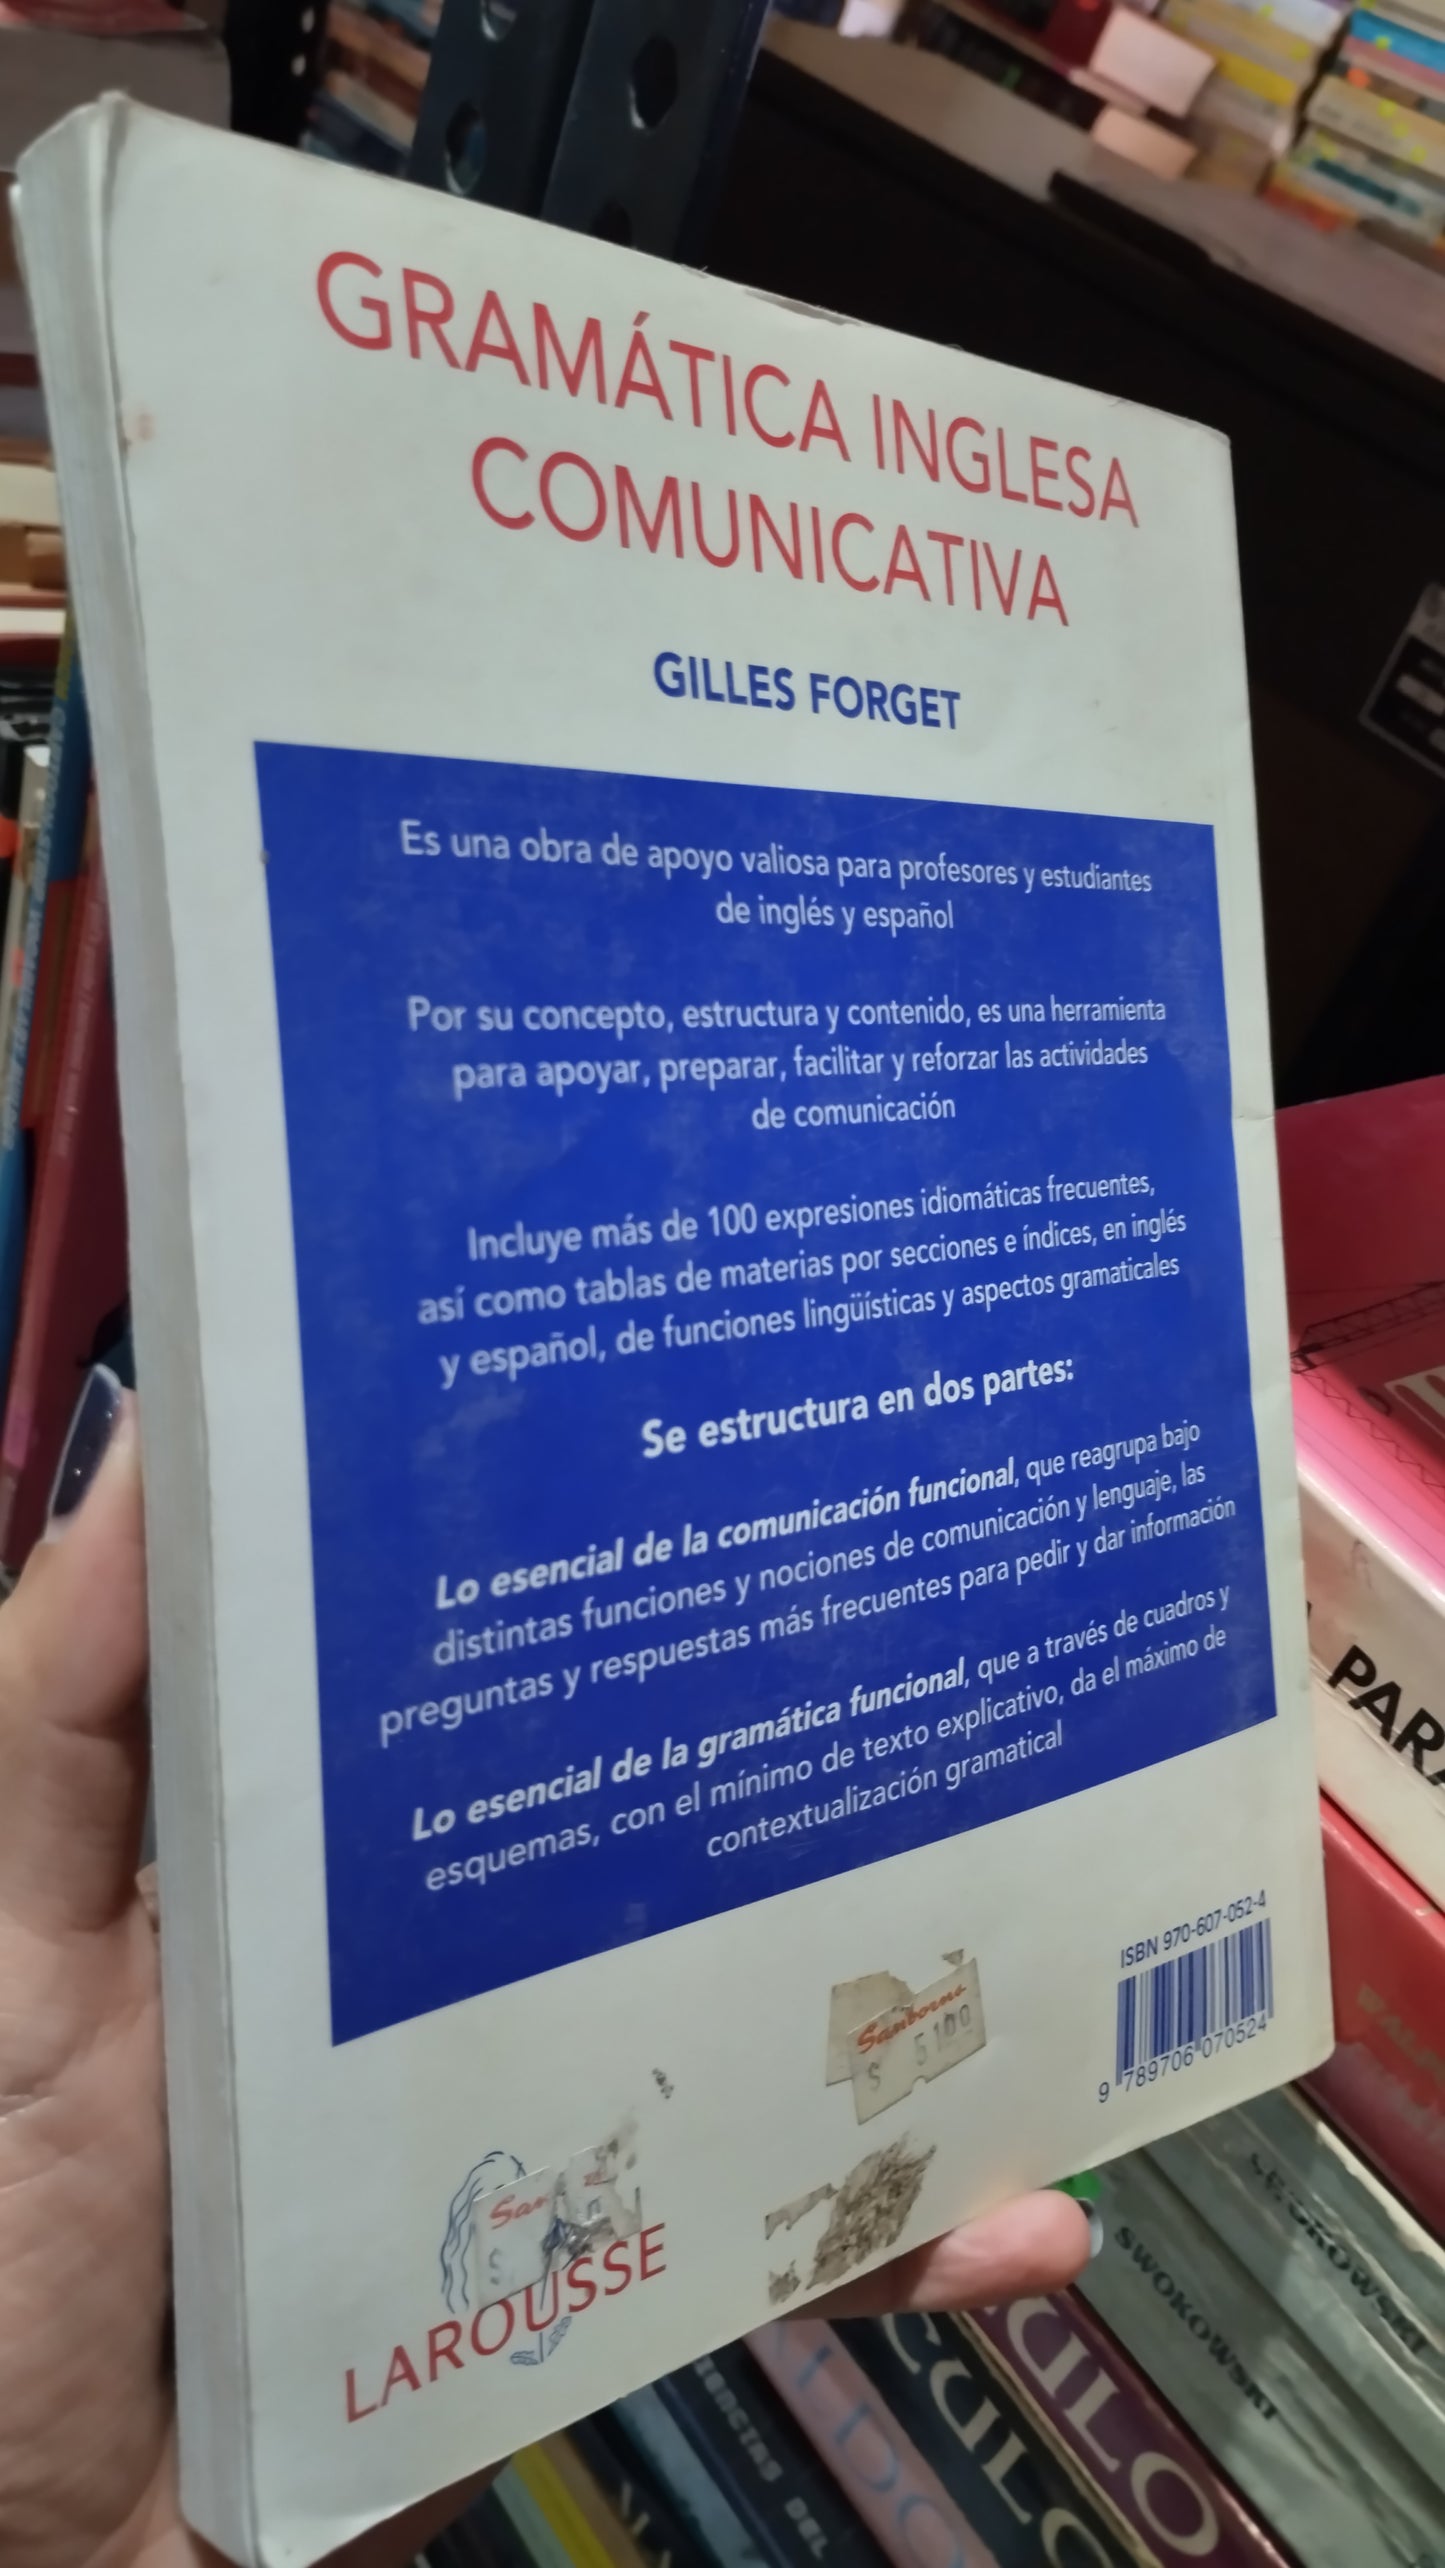 GRAMÁTICA INGLESA
COMUNICATIVA
GILLES FORGET
Es una obra de apoyo valiosa para profesores y estudiantes
de inglés y español
Por su concepto, estructura y contenido, es una herramienta
para apoyar, preparar, facilitar y reforzar las actividades
de comunicación
Incluye más de 100 expresiones idiomáticas frecuentes,
así como tablas de materias por secciones e índices, en inglés
y español, de funciones lingüísticas y aspectos gramaticales
Se estructura en dos partes:
Lo esencial de la comunicación funcional, que reagrupa bajo
distintas funciones y nociones de comunicación y lenguaje, las
preguntas y respuestas más frecuentes para pedir y dar información
Lo esencial de la gramática funcional, que a través de cuadros y
esquemas, con el mínimo de texto explicativo, da el máximo de
contextualización gramatical
ISBN 970-607-052-4
9 789706 070524
Sanborns
$ 5100
San
$
LAROUSSE
PARA
SWOKOWSKI
SWOKOWSKI
CULO
DEL